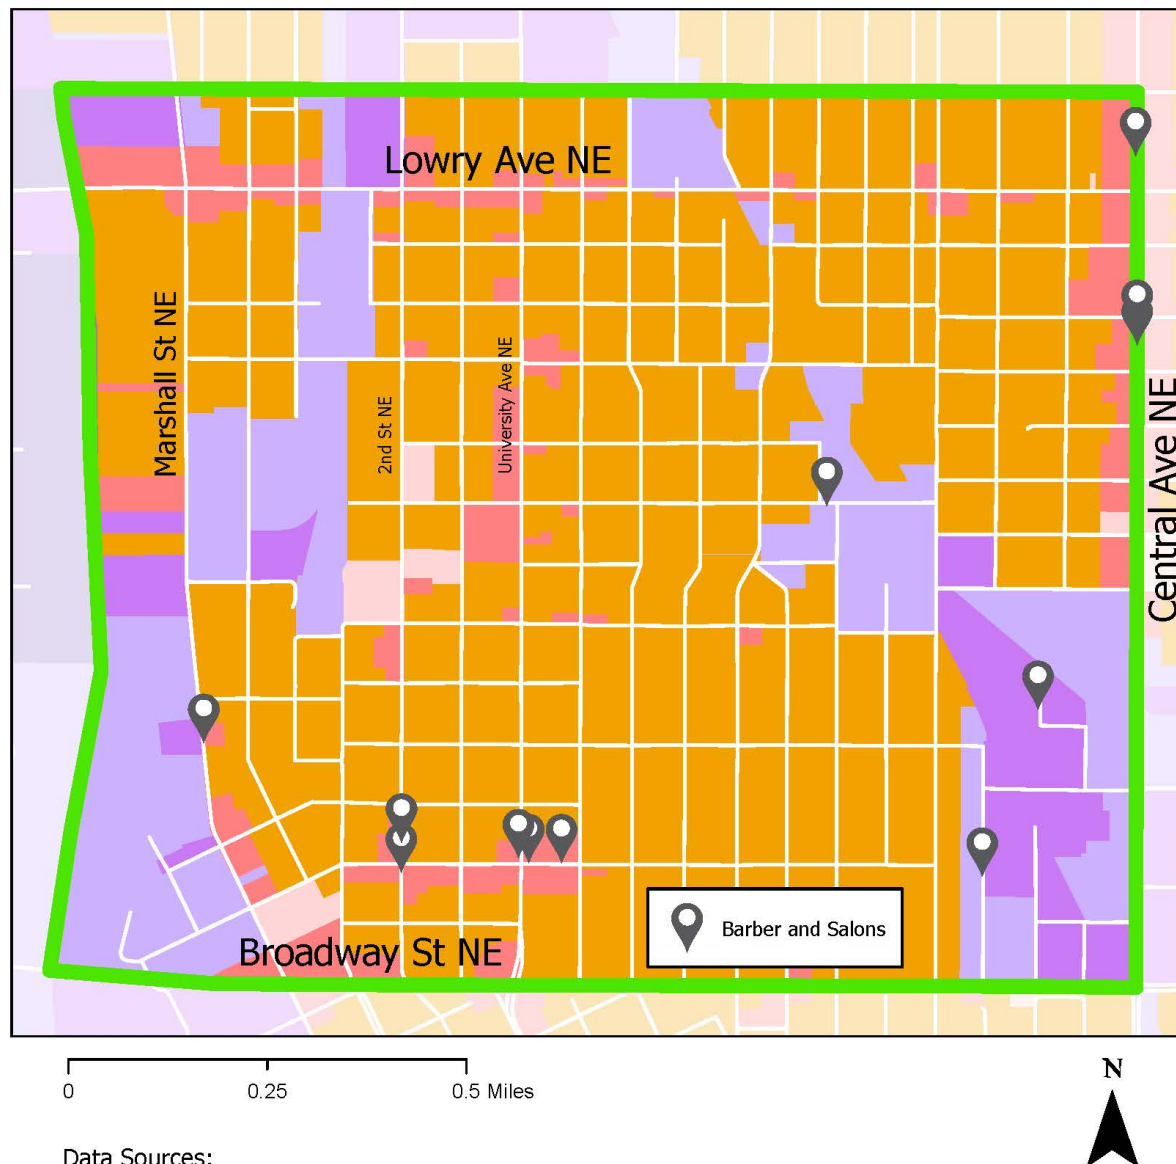 Lowry Ave NE
Marshall St NE
2nd St NE
University Ave NE
Central Ave NE
Barber and Salons
Broadway St NE
0
0.25
0.5 Miles
N
Data Sources: